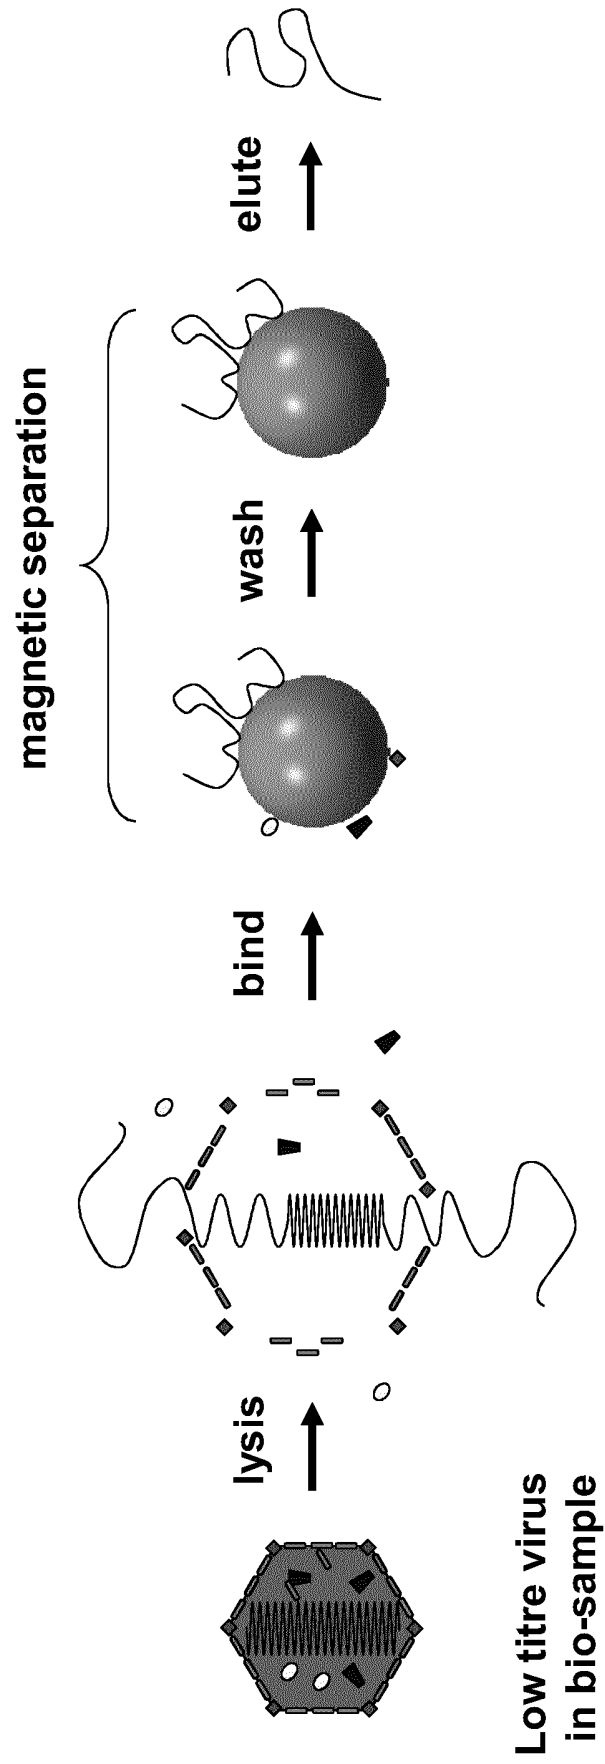 magnetic separation
lysis
bind
wash
elute
Low titre virus
in bio-sample